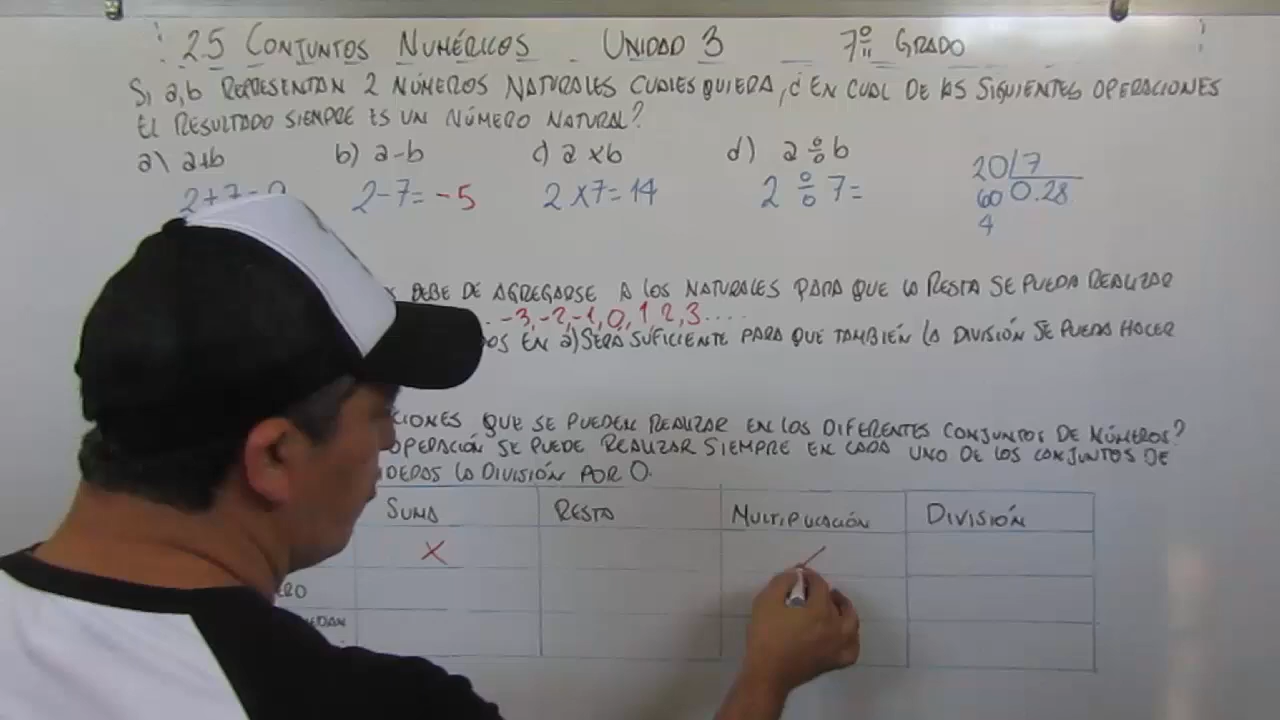 2.5 CONJUNTOS NUMÉRICOS UNIDAD 3 7º GRADO
Si a,b REPRESENTAN 2 NÚMEROS NATURALES CUALESQUIERA, ¿EN CUAL DE LAS SIGUIENTES OPERACIONES
EL RESULTADO SIEMPRE ES UN NÚMERO NATURAL?
a) a+b b) a-b c) a×b d) a÷b 20/7
2+7= 2-7=-5 2×7=14 2÷7= 60 0.28
4
DEBE DE AGREGARSE A LOS NATURALES PARA QUE LA RESTA SE PUEDA REALIZAR
-3,-2,-1,0,1 2,3....
EN a) SERÁ SUFICIENTE PARA QUE TAMBIÉN LA DIVISIÓN SE PUEDA HACER
QUE SE PUEDEN REALIZAR EN LOS DIFERENTES CONJUNTOS DE NÚMEROS?
OPERACIÓN SE PUEDE REALIZAR SIEMPRE EN CADA UNO DE LOS CONJUNTOS DE
LA DIVISIÓN POR 0.
SUMA RESTA MULTIPLICACIÓN DIVISIÓN
X